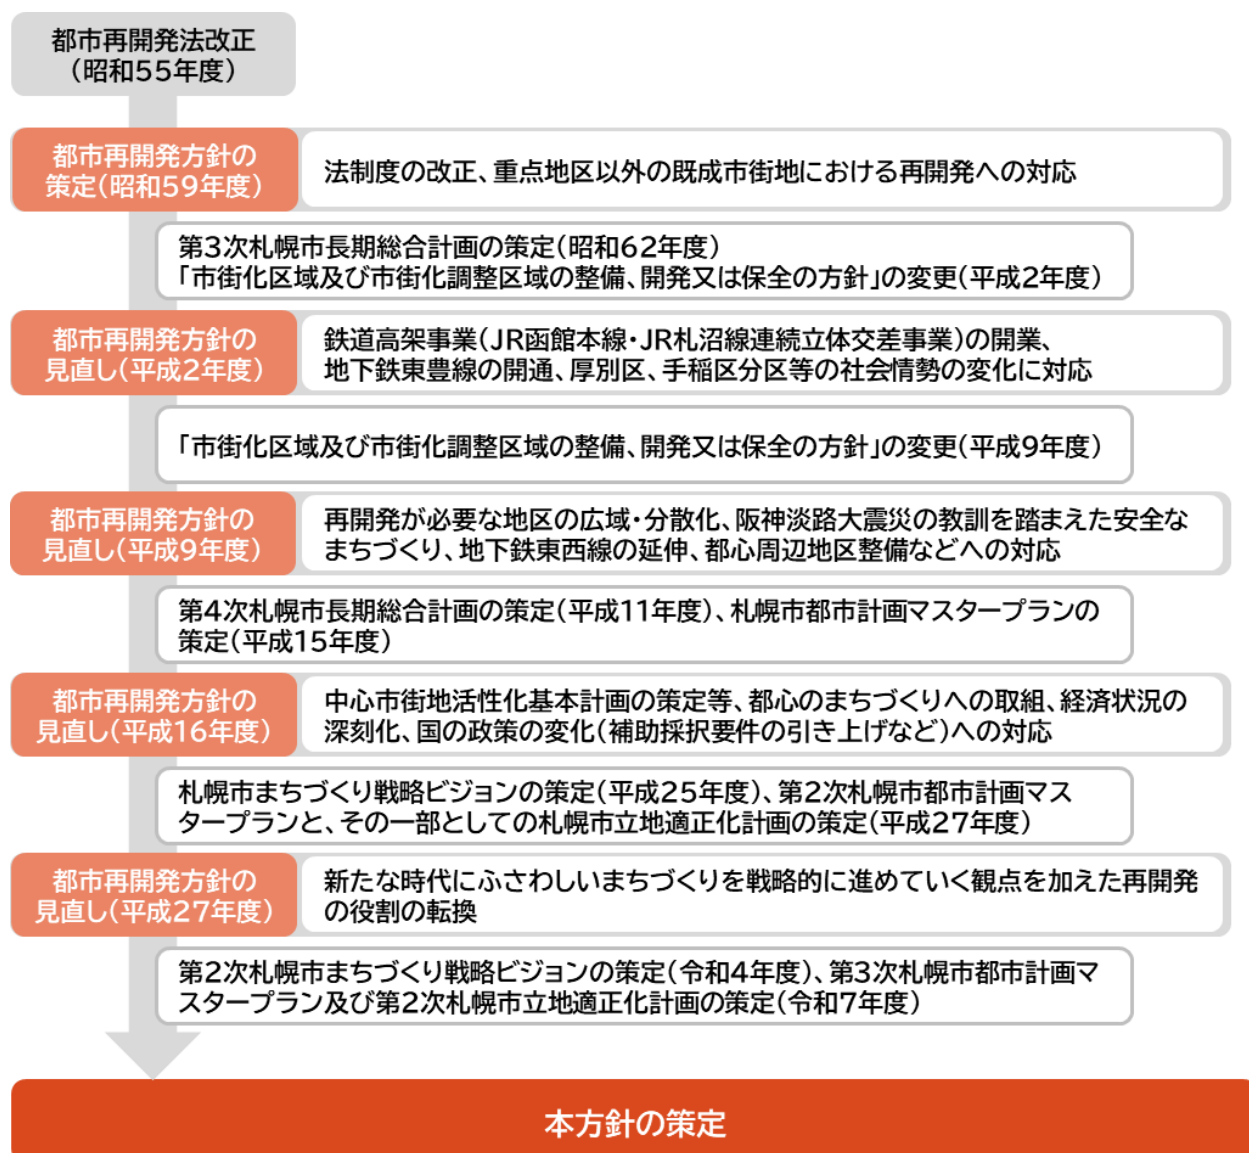 都市再開発法改正
（昭和55年度）
都市再開発方針の
策定（昭和59年度）
法制度の改正、重点地区以外の既成市街地における再開発への対応
第3次札幌市長期総合計画の策定（昭和62年度）
「市街化区域及び市街化調整区域の整備、開発又は保全の方針」の変更（平成2年度）
都市再開発方針の
見直し（平成2年度）
鉄道高架事業（JR函館本線・JR札沼線連続立体交差事業）の開業、
地下鉄東豊線の開通、厚別区、手稲区分区等の社会情勢の変化に対応
「市街化区域及び市街化調整区域の整備、開発又は保全の方針」の変更（平成9年度）
都市再開発方針の
見直し（平成9年度）
再開発が必要な地区の広域・分散化、阪神淡路大震災の教訓を踏まえた安全な
まちづくり、地下鉄東西線の延伸、都心周辺地区整備などへの対応
第4次札幌市長期総合計画の策定（平成11年度）、札幌市都市計画マスタープランの
策定（平成15年度）
都市再開発方針の
見直し（平成16年度）
中心市街地活性化基本計画の策定等、都心のまちづくりへの取組、経済状況の
深刻化、国の政策の変化（補助採択要件の引き上げなど）への対応
札幌市まちづくり戦略ビジョンの策定（平成25年度）、第2次札幌市都市計画マス
タープランと、その一部としての札幌市立地適正化計画の策定（平成27年度）
都市再開発方針の
見直し（平成27年度）
新たな時代にふさわしいまちづくりを戦略的に進めていく観点を加えた再開発
の役割の転換
第2次札幌市まちづくり戦略ビジョンの策定（令和4年度）、第3次札幌市都市計画マ
スタープラン及び第2次札幌市立地適正化計画の策定（令和7年度）
本方針の策定